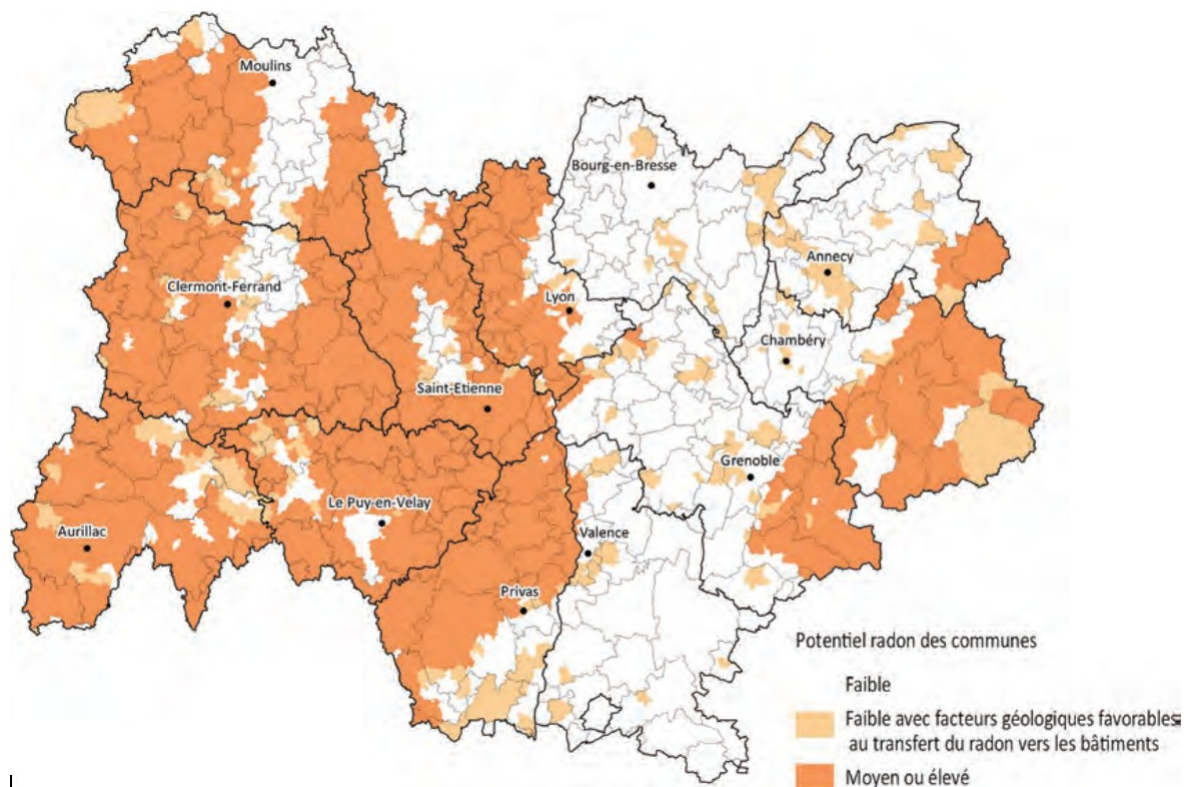 Moulins
Bourg-en-Bresse
Annecy
Clermont-Ferrand
Lyon
Chambéry
Saint-Etienne
Grenoble
Le Puy-en-Velay
Aurillac
Valence
Privas
Potentiel radon des communes
Faible
Faible avec facteurs géologiques favorables
au transfert du radon vers les bâtiments
Moyen ou élevé